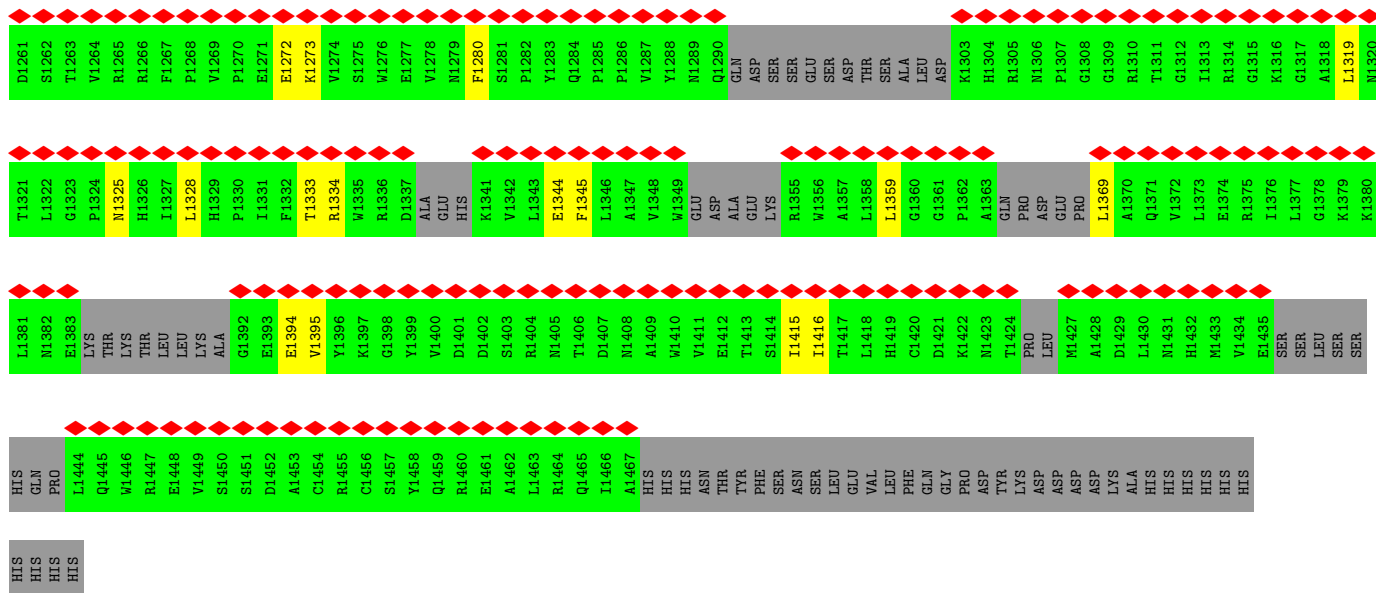 D1261 S1262 T1263 V1264 R1265 R1266 F1267 P1268 V1269 P1270 E1271 E1272 K1273 V1274 S1275 W1276 E1277 V1278 N1279 F1280 S1281 P1282 Y1283 Q1284 P1285 P1286 V1287 Y1288 N1289 Q1290 GLN ASP SER SER GLU SER ASP THR SER ALA LEU ASP K1303 H1304 R1305 N1306 P1307 G1308 G1309 R1310 T1311 G1312 I1313 R1314 G1315 K1316 G1317 A1318 L1319 N1320
T1321 L1322 G1323 P1324 N1325 H1326 I1327 L1328 H1329 P1330 I1331 F1332 T1333 R1334 W1335 R1336 D1337 ALA GLU HIS K1341 V1342 L1343 E1344 F1345 L1346 A1347 V1348 W1349 GLU ASP ALA GLU LYS R1355 W1356 A1357 L1358 L1359 G1360 G1361 P1362 A1363 GLN PRO ASP GLU PRO L1369 A1370 Q1371 V1372 L1373 E1374 R1375 I1376 L1377 G1378 K1379 K1380
L1381 N1382 E1383 LYS THR LYS THR LEU LEU LYS ALA G1392 E1393 E1394 V1395 Y1396 K1397 G1398 Y1399 V1400 D1401 D1402 S1403 R1404 N1405 T1406 D1407 N1408 A1409 W1410 V1411 E1412 T1413 S1414 I1415 I1416 T1417 L1418 H1419 C1420 D1421 K1422 N1423 T1424 PRO LEU M1427 A1428 D1429 L1430 N1431 H1432 M1433 V1434 E1435 SER SER LEU SER SER
HIS GLN PRO L1444 Q1445 W1446 R1447 E1448 V1449 S1450 S1451 D1452 A1453 C1454 R1455 C1456 S1457 Y1458 Q1459 R1460 E1461 A1462 L1463 R1464 Q1465 I1466 A1467 HIS HIS HIS ASN THR TYR PHE SER ASN SER LEU GLU VAL LEU PHE GLN GLY PRO ASP TYR LYS ASP ASP ASP ASP LYS ALA HIS HIS HIS HIS HIS HIS
HIS HIS HIS HIS